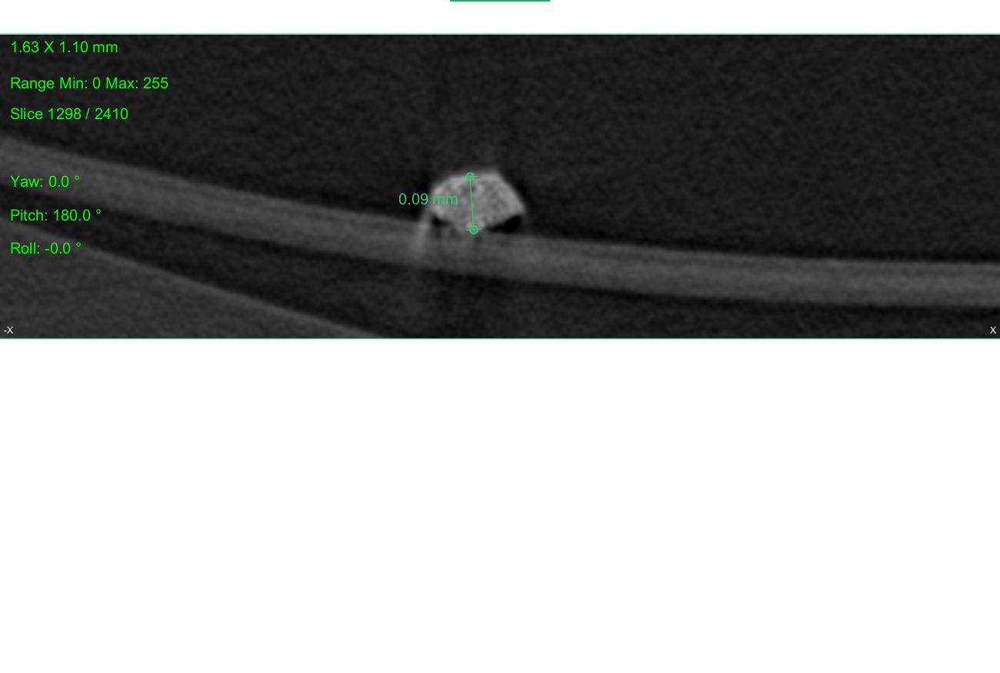 1.63 X 1.10 mm
Range Min: 0 Max: 255
Slice 1298 / 2410
Yaw: 0.0 °
0.09 mm
Pitch: 180.0 °
Roll: -0.0 °
-X
X